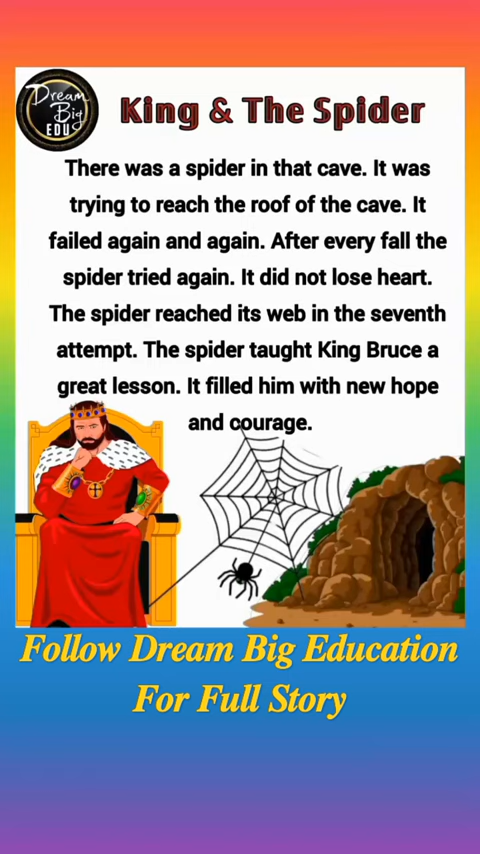 Dream
Big
EDU
King & The Spider
There was a spider in that cave. It was
trying to reach the roof of the cave. It
failed again and again. After every fall the
spider tried again. It did not lose heart.
The spider reached its web in the seventh
attempt. The spider taught King Bruce a
great lesson. It filled him with new hope
and courage.
Follow Dream Big Education
For Full Story